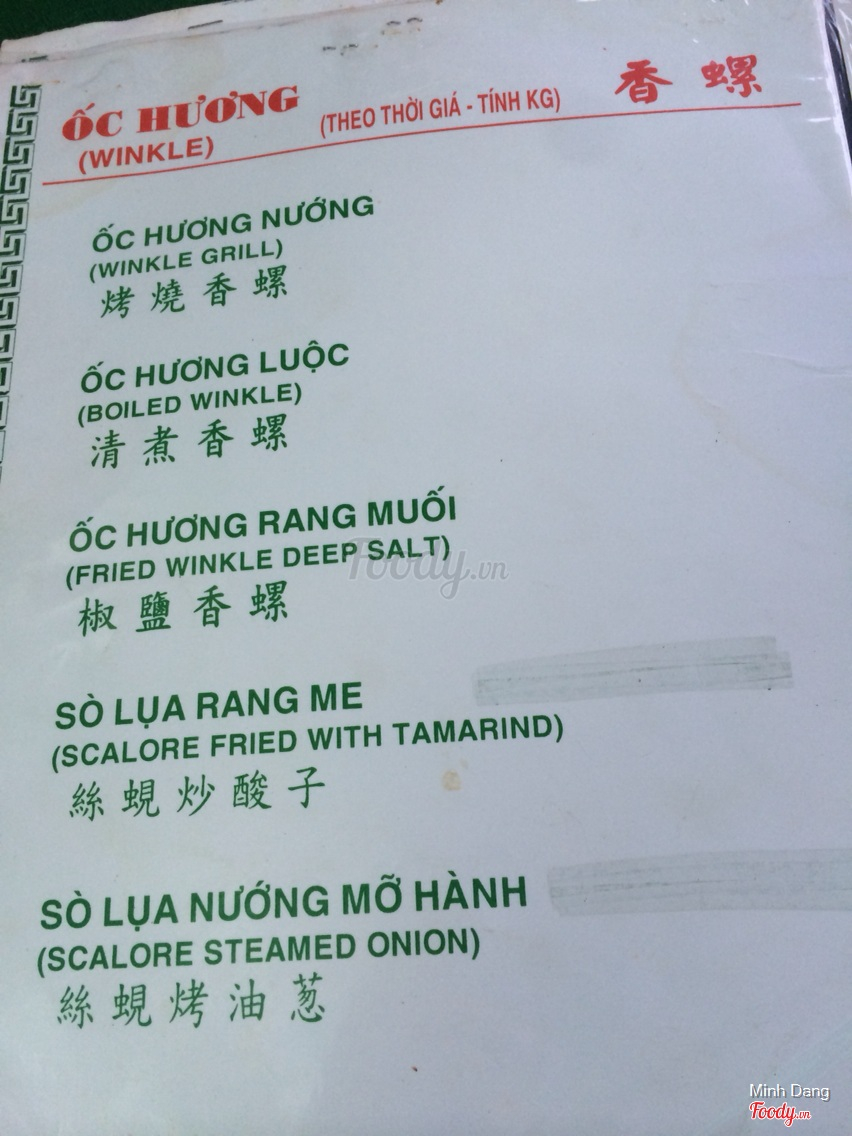 ỐC HƯƠNG (THEO THỜI GIÁ - TÍNH KG) 香螺
(WINKLE)
ỐC HƯƠNG NƯỚNG
(WINKLE GRILL)
烤燒香螺
ỐC HƯƠNG LUỘC
(BOILED WINKLE)
清煮香螺
ỐC HƯƠNG RANG MUỐI
(FRIED WINKLE DEEP SALT)
椒鹽香螺
Foody.vn
SÒ LỤA RANG ME
(SCALORE FRIED WITH TAMARIND)
絲蜆炒酸子
SÒ LỤA NƯỚNG MỠ HÀNH
(SCALORE STEAMED ONION)
絲蜆烤油葱
Minh Dang
Foody.vn